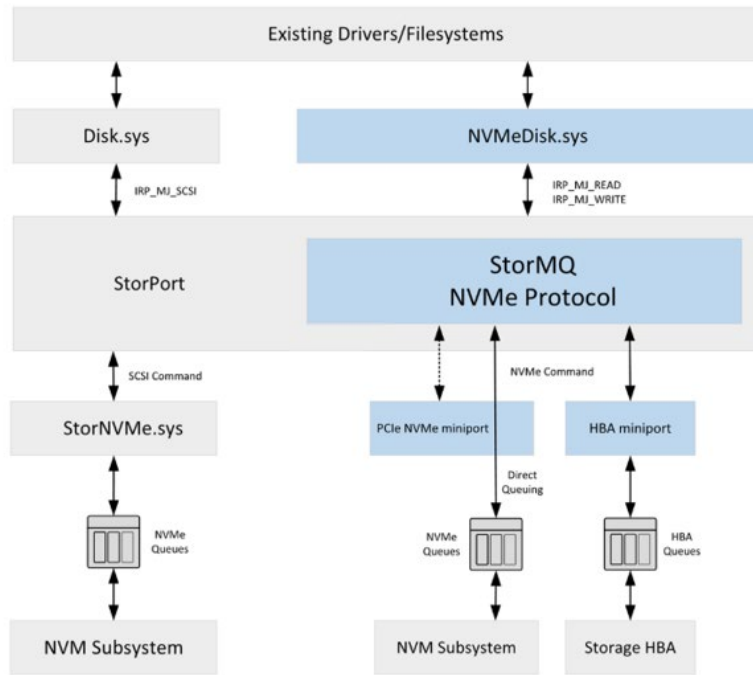 Existing Drivers/Filesystems
Disk.sys
NVMeDisk.sys
IRP_MJ_SCSI
IRP_MJ_READ
IRP_MJ_WRITE
StorPort
StorMQ
NVMe Protocol
SCSI Command
NVMe Command
StorNVMe.sys
PCIe NVMe miniport
HBA miniport
Direct
Queuing
NVMe
Queues
NVMe
Queues
HBA
Queues
NVM Subsystem
NVM Subsystem
Storage HBA